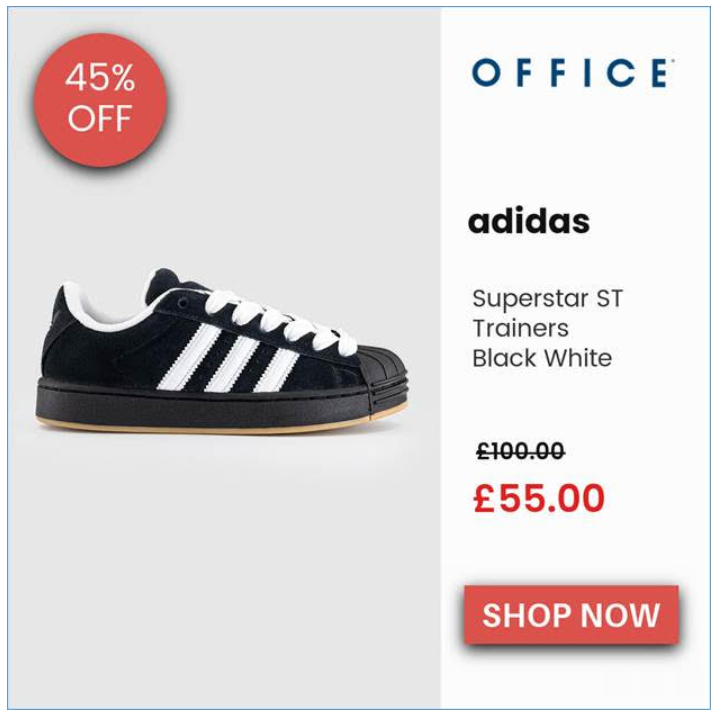 45%
OFF
OFFICE
adidas
Superstar ST
Trainers
Black White
£100.00
£55.00
SHOP NOW